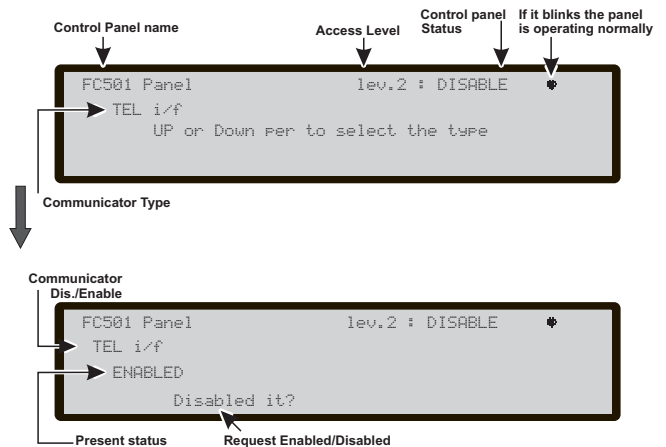 Control Panel name
Access Level
Control panel
Status
If it blinks the panel
is operating normally
FC501 Panel lev.2 : DISABLE
TEL i/f
UP or Down per to select the type
Communicator Type
Communicator
Dis./Enable
FC501 Panel lev.2 : DISABLE
TEL i/f
ENABLED
Disabled it?
Present status
Request Enabled/Disabled